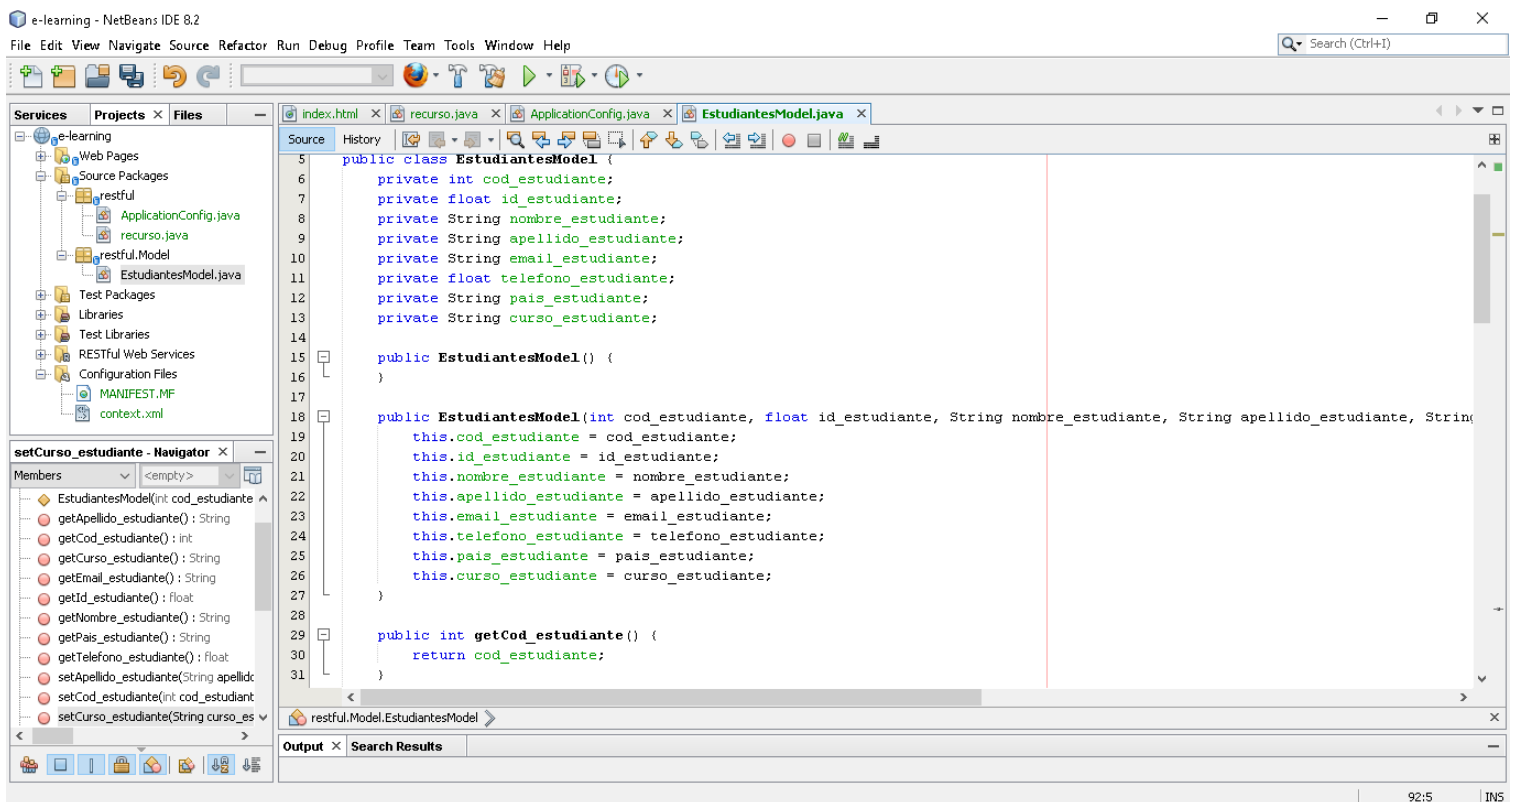 e-learning - NetBeans IDE 8.2
File Edit View Navigate Source Refactor Run Debug Profile Team Tools Window Help
Search (Ctrl+I)
Services Projects Files
e-learning
Web Pages
Source Packages
restful
ApplicationConfig.java
recurso.java
restful.Model
EstudiantesModel.java
Test Packages
Libraries
Test Libraries
RESTful Web Services
Configuration Files
MANIFEST.MF
context.xml
setCurso_estudiante - Navigator
Members <empty>
EstudiantesModel(int cod_estudiante
getApellido_estudiante() : String
getCod_estudiante() : int
getCurso_estudiante() : String
getEmail_estudiante() : String
getId_estudiante() : float
getNombre_estudiante() : String
getPais_estudiante() : String
getTelefono_estudiante() : float
setApellido_estudiante(String apellido
setCod_estudiante(int cod_estudiant
setCurso_estudiante(String curso_es
index.html recurso.java ApplicationConfig.java EstudiantesModel.java
Source History
5 public class EstudiantesModel {
6 private int cod_estudiante;
7 private float id_estudiante;
8 private String nombre_estudiante;
9 private String apellido_estudiante;
10 private String email_estudiante;
11 private float telefono_estudiante;
12 private String pais_estudiante;
13 private String curso_estudiante;
14
15 public EstudiantesModel() {
16 }
17
18 public EstudiantesModel(int cod_estudiante, float id_estudiante, String nombre_estudiante, String apellido_estudiante, String
19 this.cod_estudiante = cod_estudiante;
20 this.id_estudiante = id_estudiante;
21 this.nombre_estudiante = nombre_estudiante;
22 this.apellido_estudiante = apellido_estudiante;
23 this.email_estudiante = email_estudiante;
24 this.telefono_estudiante = telefono_estudiante;
25 this.pais_estudiante = pais_estudiante;
26 this.curso_estudiante = curso_estudiante;
27 }
28
29 public int getCod_estudiante() {
30 return cod_estudiante;
31 }
restful.Model.EstudiantesModel
Output Search Results
92:5 INS